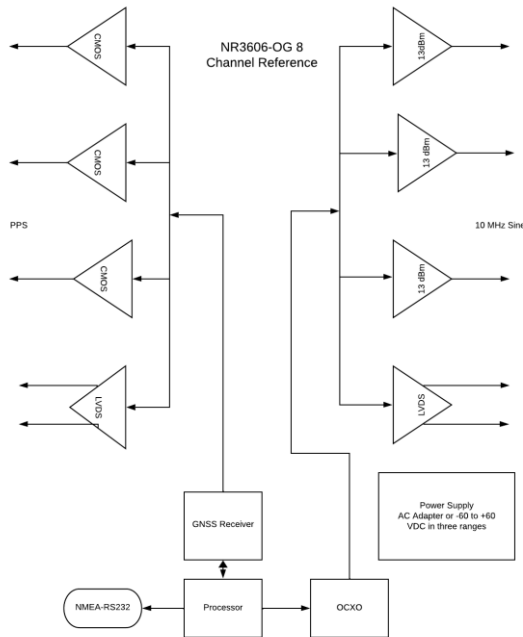 NR3606-OG 8
Channel Reference
CMOS
13dBm
CMOS
13 dBm
PPS
10 MHz Sine
CMOS
13 dBm
LVDS
LVDS
Power Supply
AC Adapter or -60 to +60
VDC in three ranges
GNSS Receiver
NMEA-RS232
Processor
OCXO